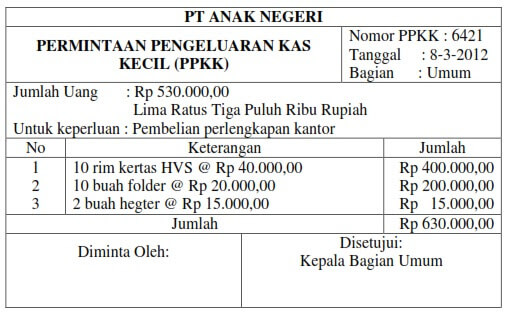 PT ANAK NEGERI
PERMINTAAN PENGELUARAN KAS
KECIL (PPKK)
Nomor PPKK : 6421
Tanggal : 8-3-2012
Bagian : Umum
Jumlah Uang : Rp 530.000,00
Lima Ratus Tiga Puluh Ribu Rupiah
Untuk keperluan : Pembelian perlengkapan kantor
No Keterangan Jumlah
1 10 rim kertas HVS @ Rp 40.000,00 Rp 400.000,00
2 10 buah folder @ Rp 20.000,00 Rp 200.000,00
3 2 buah hegter @ Rp 15.000,00 Rp 15.000,00
Jumlah Rp 630.000,00
Diminta Oleh:
Disetujui:
Kepala Bagian Umum